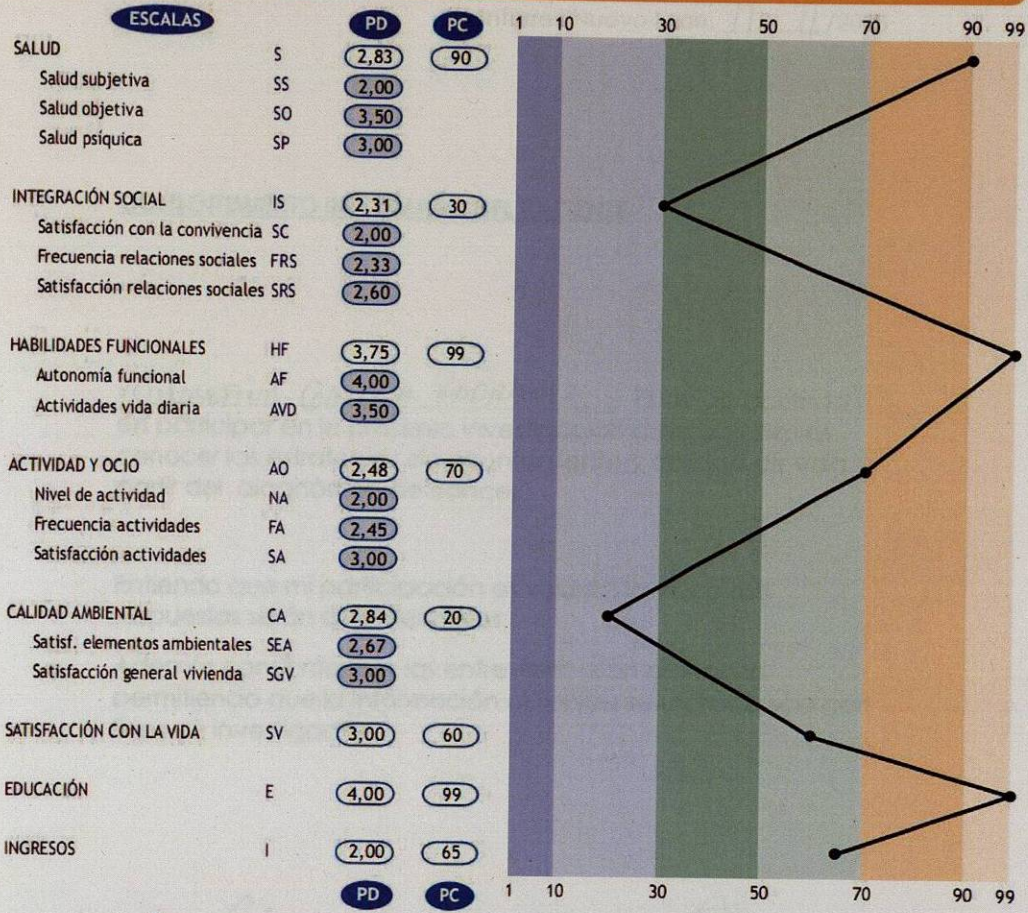 ESCALAS PD PC 10 30 50 70 90 99
SALUD S 2,83 90
Salud subjetiva SS 2,00
Salud objetiva SO 3,50
Salud psíquica SP 3,00
INTEGRACIÓN SOCIAL IS 2,31 30
Satisfacción con la convivencia SC 2,00
Frecuencia relaciones sociales FRS 2,33
Satisfacción relaciones sociales SRS 2,60
HABILIDADES FUNCIONALES HF 3,75 99
Autonomía funcional AF 4,00
Actividades vida diaria AVD 3,50
ACTIVIDAD Y OCIO AO 2,48 70
Nivel de actividad NA 2,00
Frecuencia actividades FA 2,45
Satisfacción actividades SA 3,00
CALIDAD AMBIENTAL CA 2,84 20
Satisf. elementos ambientales SEA 2,67
Satisfacción general vivienda SGV 3,00
SATISFACCIÓN CON LA VIDA SV 3,00 60
EDUCACIÓN E 4,00 99
INGRESOS I 2,00 65
PD PC 1 10 30 50 70 90 99